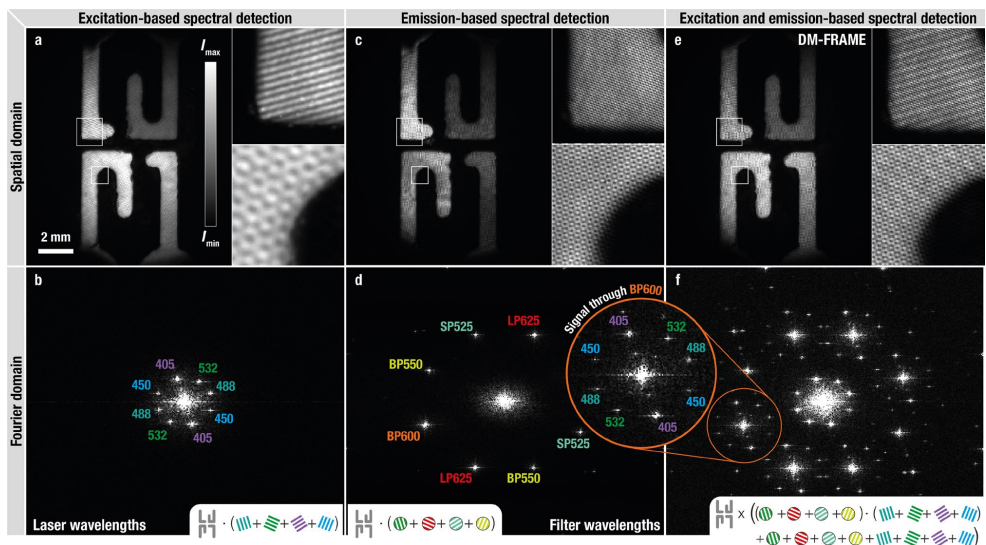 Excitation-based spectral detection
Emission-based spectral detection
Excitation and emission-based spectral detection
Spatial domain
a
Imax
Imin
2 mm
c
e
DM-FRAME
Fourier domain
b
405
532
450
488
488
450
532
405
Laser wavelengths
· ( + + + )
d
SP525
LP625
BP550
BP600
SP525
LP625
BP550
· ( + + + )
Filter wavelengths
Signal through BP600
405
532
450
488
488
450
532
405
f
x (( + + + ) · ( + + + )
+ + + + + + + )